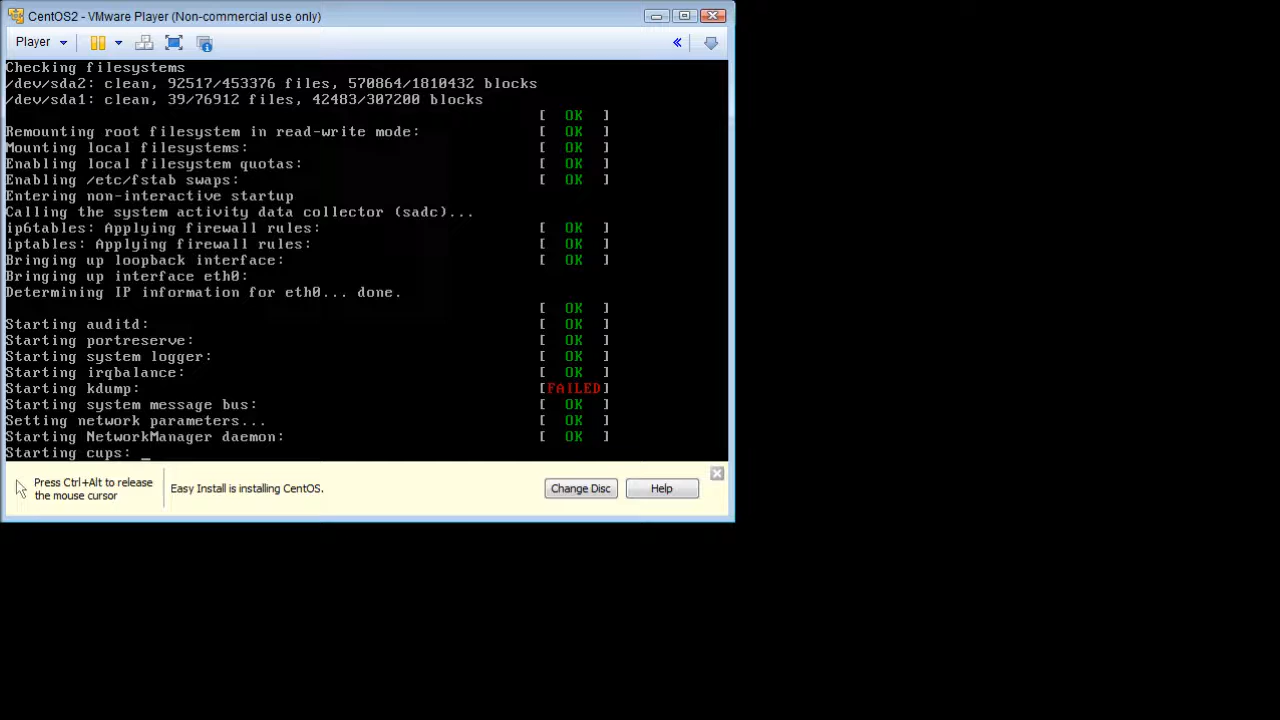 CentOS2 - VMware Player (Non-commercial use only)
Player
Checking filesystems
/dev/sda2: clean, 92517/453376 files, 570864/1810432 blocks
/dev/sda1: clean, 39/76912 files, 42483/307200 blocks
[ OK ]
Remounting root filesystem in read-write mode: [ OK ]
Mounting local filesystems: [ OK ]
Enabling local filesystem quotas: [ OK ]
Enabling /etc/fstab swaps: [ OK ]
Entering non-interactive startup
Calling the system activity data collector (sadc)...
ip6tables: Applying firewall rules: [ OK ]
iptables: Applying firewall rules: [ OK ]
Bringing up loopback interface: [ OK ]
Bringing up interface eth0:
Determining IP information for eth0... done.
[ OK ]
Starting auditd: [ OK ]
Starting portreserve: [ OK ]
Starting system logger: [ OK ]
Starting irqbalance: [ OK ]
Starting kdump: [FAILED]
Starting system message bus: [ OK ]
Setting network parameters... [ OK ]
Starting NetworkManager daemon: [ OK ]
Starting cups: _
Press Ctrl+Alt to release
the mouse cursor
Easy Install is installing CentOS.
Change Disc
Help